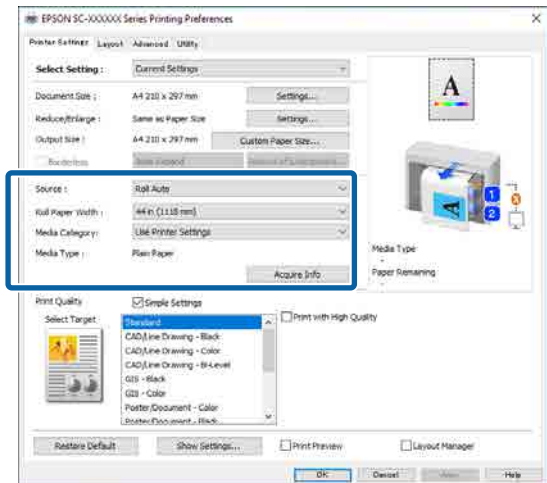 EPSON SC-XXXXXX Series Printing Preferences
Printer Settings Layout Advanced Utility
Select Setting : Current Settings
Document Size : A4 210 x 297 mm Settings...
Reduce/Enlarge : Same as Paper Size Settings...
Output Size : A4 210 x 297 mm Custom Paper Size...
Borderless
Source : Roll Auto
Roll Paper Width : 44 in (1118 mm)
Media Category: Use Printer Settings
Media Type : Plain Paper
Acquire Info
A
A
1
2
Media Type
-
Paper Remaining
-
Print Quality Simple Settings
Select Target
Standard
CAD/Line Drawing - Black
CAD/Line Drawing - Color
CAD/Line Drawing - Bi-Level
GIS - Black
GIS - Color
Poster/Document - Color
Poster/Document - Black
Print with High Quality
Restore Default Show Settings... Print Preview Layout Manager
OK Cancel Help